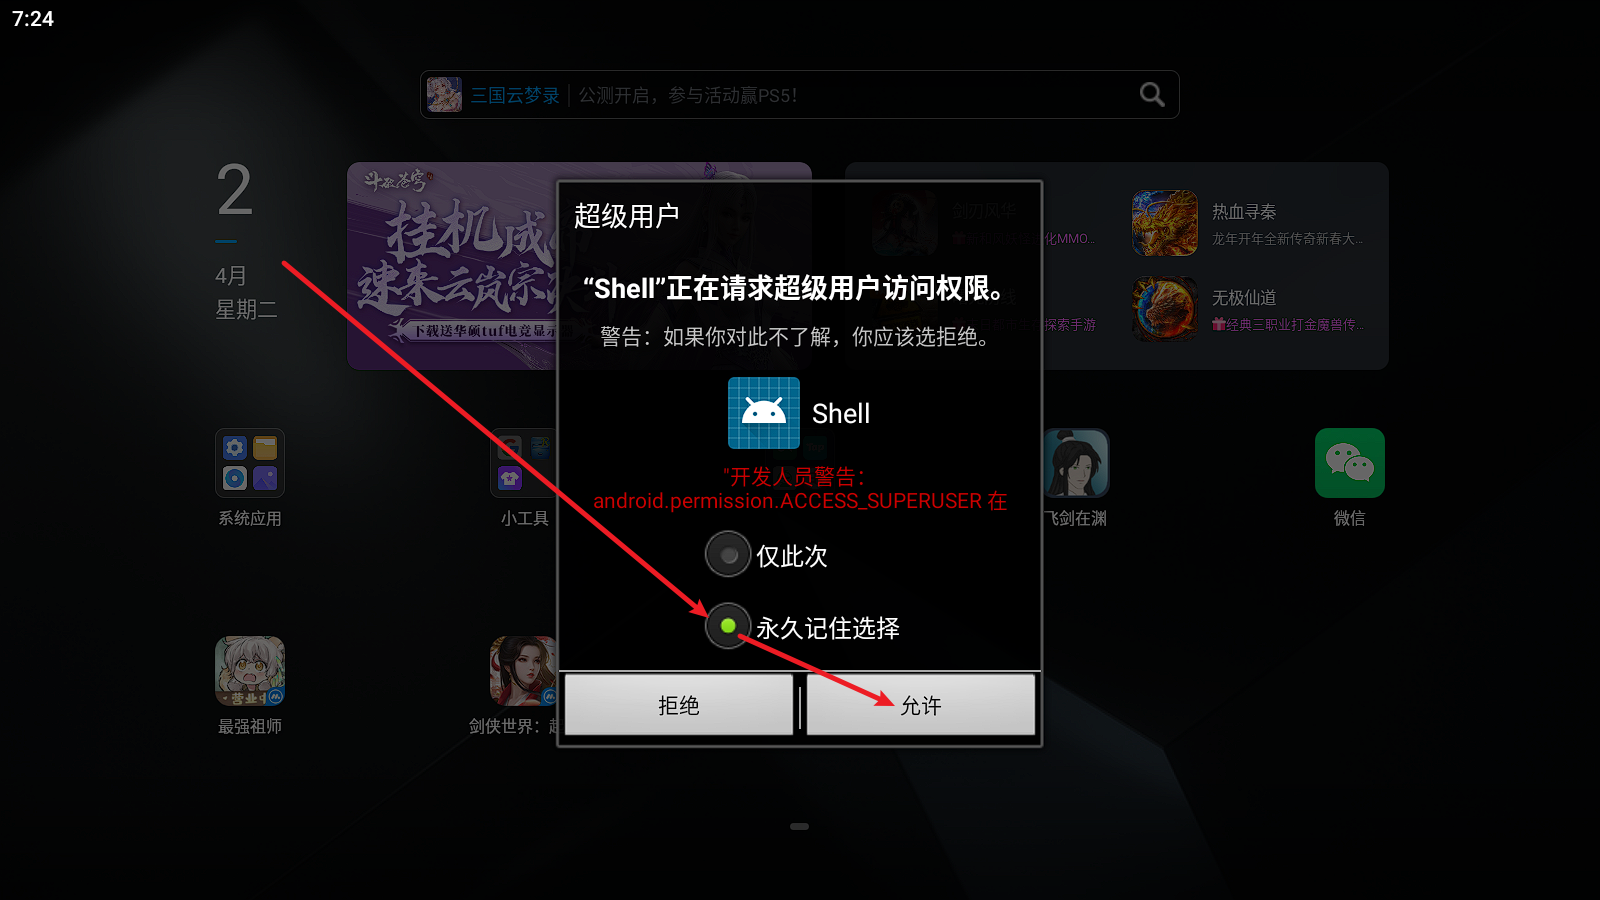 7:24
三国云梦录 公测开启，参与活动赢PS5！
2
4月
星期二
斗破苍穹
挂机成
速来云岚宗
下载送华硕tuf电竞显示
剑刃风华
化MMO...
探索手游
热血寻秦
龙年开年全新传奇新春大...
无极仙道
经典三职业打金魔兽传...
超级用户
“Shell”正在请求超级用户访问权限。
警告：如果你对此不了解，你应该选拒绝。
Shell
"开发人员警告：
android.permission.ACCESS_SUPERUSER 在
仅此次
永久记住选择
拒绝
允许
系统应用
小工具
飞剑在渊
微信
营业中
最强祖师
剑侠世界：起